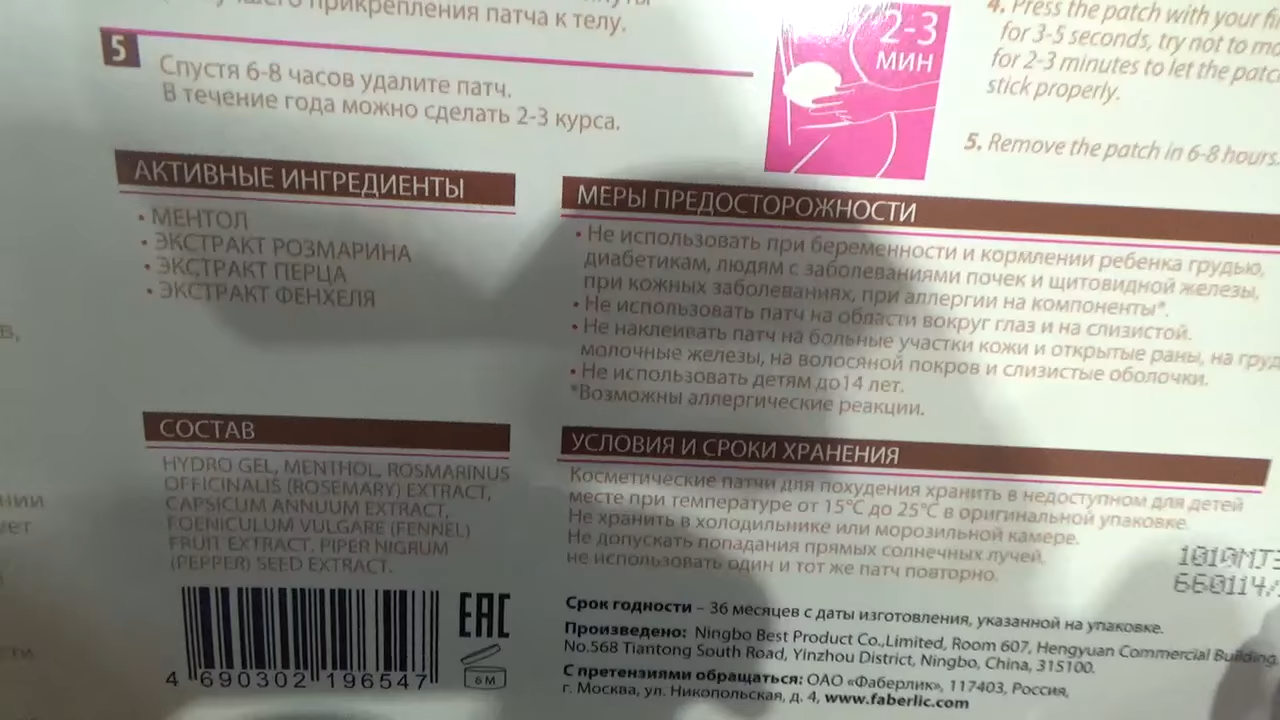 прикрепления патча к телу.
5
Спустя 6-8 часов удалите патч.
В течение года можно сделать 2-3 курса.
2-3
МИН
4. Press the patch with your
for 3-5 seconds, try not to
for 2-3 minutes to let the
stick properly.
5. Remove the patch in 6-8 hours.
АКТИВНЫЕ ИНГРЕДИЕНТЫ
• МЕНТОЛ
• ЭКСТРАКТ РОЗМАРИНА
• ЭКСТРАКТ ПЕРЦА
• ЭКСТРАКТ ФЕНХЕЛЯ
МЕРЫ ПРЕДОСТОРОЖНОСТИ
• Не использовать при беременности и кормлении ребенка грудью,
диабетикам, людям с заболеваниями почек и щитовидной железы,
при кожных заболеваниях, при аллергии на компоненты*.
• Не использовать патч на области вокруг глаз и на слизистой.
• Не наклеивать патч на больные участки кожи и открытые раны, на
молочные железы, на волосяной покров и слизистые оболочки.
• Не использовать детям до14 лет.
*Возможны аллергические реакции.
СОСТАВ
HYDRO GEL, MENTHOL, ROSMARINUS
OFFICINALIS (ROSEMARY) EXTRACT,
CAPSICUM ANNUUM EXTRACT,
FOENICULUM VULGARE (FENNEL)
FRUIT EXTRACT, PIPER NIGRUM
(PEPPER) SEED EXTRACT.
УСЛОВИЯ И СРОКИ ХРАНЕНИЯ
Косметические патчи для похудения хранить в недоступном для детей
месте при температуре от 15°C до 25°C в оригинальной упаковке.
Не хранить в холодильнике или морозильной камере.
Не допускать попадания прямых солнечных лучей.
не использовать один и тот же патч повторно.
4 690302 196547
EAC
6 M
Срок годности – 36 месяцев с даты изготовления, указанной на упаковке.
Произведено: Ningbo Best Product Co.,Limited, Room 607, Hengyuan Commercial Building,
No.568 Tiantong South Road, Yinzhou District, Ningbo, China, 315100.
С претензиями обращаться: ОАО «Фаберлик», 117403, Россия,
г. Москва, ул. Никопольская, д. 4, www.faberlic.com